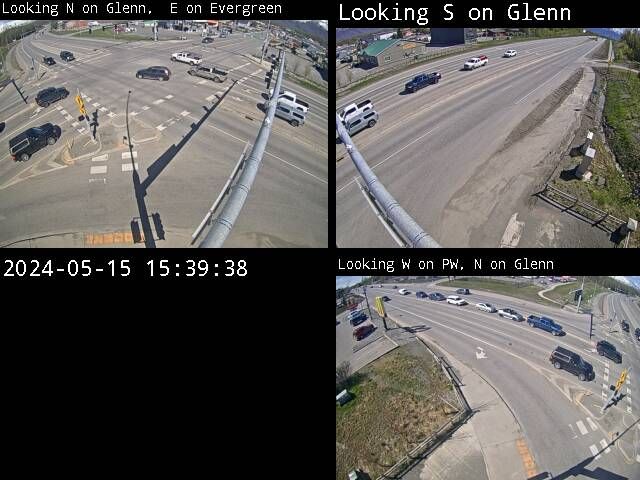 Looking N on Glenn,  E on Evergreen
Looking S on Glenn
2024-05-15 15:39:38
Looking W on PW, N on Glenn